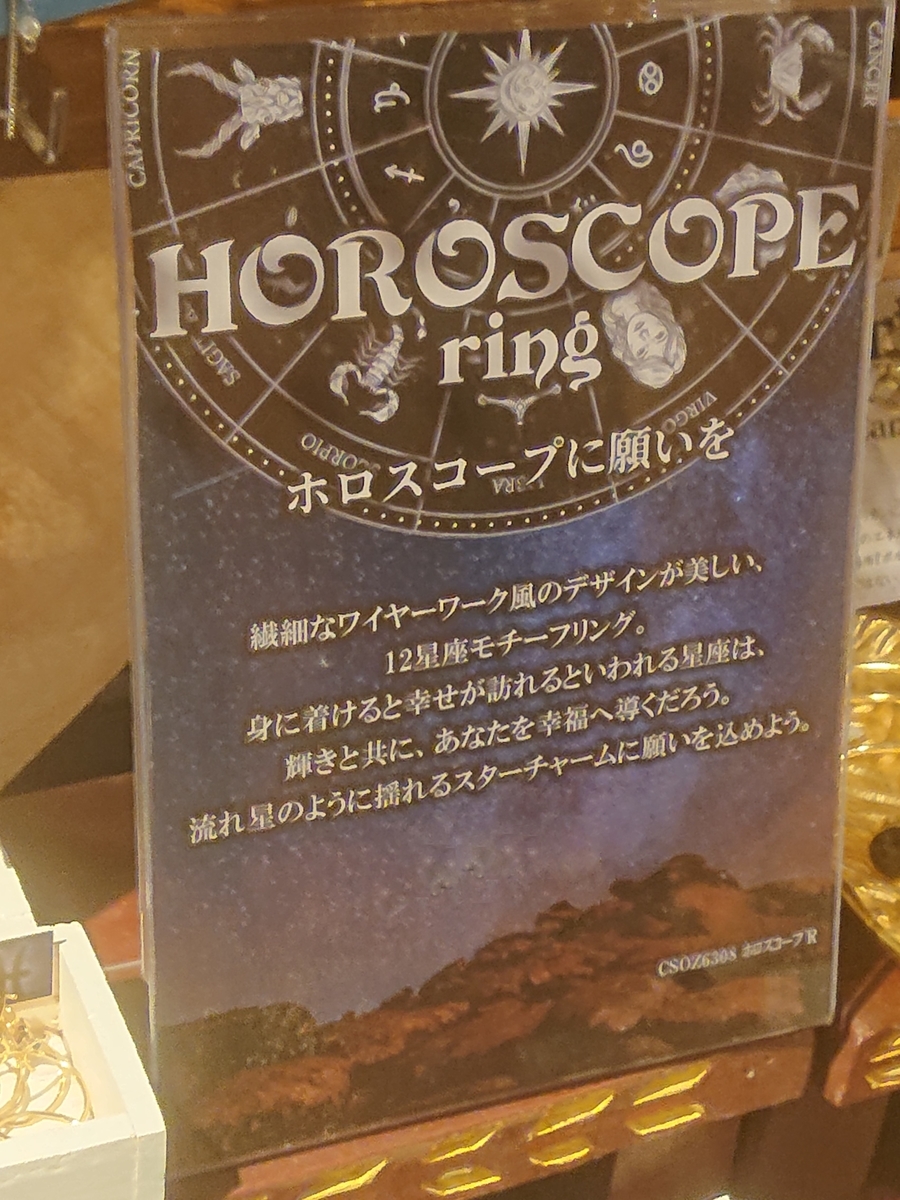 CAPRICORN
CANCER
HOROSCOPE
ring
VIRGO
ホロスコープに願いを
繊細なワイヤーワーク風のデザインが美しい、
12星座モチーフリング。
身に着けると幸せが訪れるといわれる星座は、
輝きと共に、あなたを幸福へ導くだろう。
流れ星のように揺れるスターチャームに願いを込めよう。
CSOZ6308 ホロスコープR